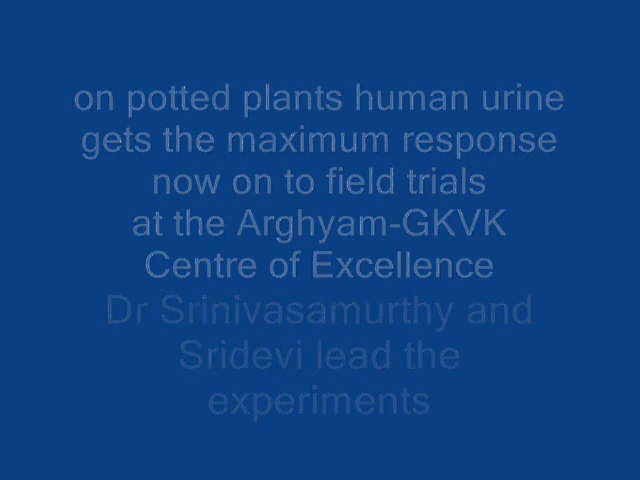 on potted plants human urine
gets the maximum response
now on to field trials
at the Arghyam-GKVK
Centre of Excellence
Dr Srinivasamurthy and
Sridevi lead the
experiments